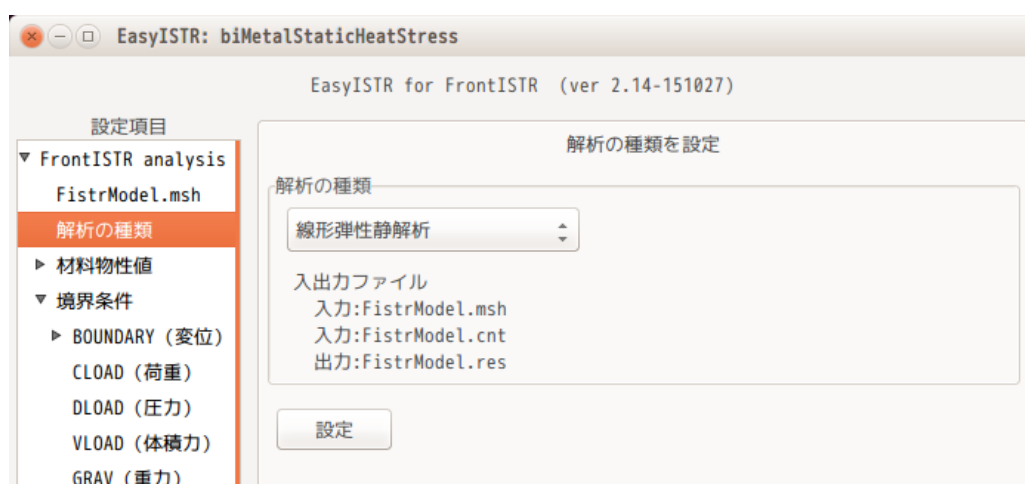 EasyISTR: biMetalStaticHeatStress
EasyISTR for FrontISTR (ver 2.14-151027)
設定項目
FrontISTR analysis
FistrModel.msh
解析の種類
材料物性値
境界条件
BOUNDARY (変位)
CLOAD (荷重)
DLOAD (圧力)
VLOAD (体積力)
GRAV (重力)
解析の種類を設定
解析の種類
線形弾性静解析
入出力ファイル
入力:FistrModel.msh
入力:FistrModel.cnt
出力:FistrModel.res
設定